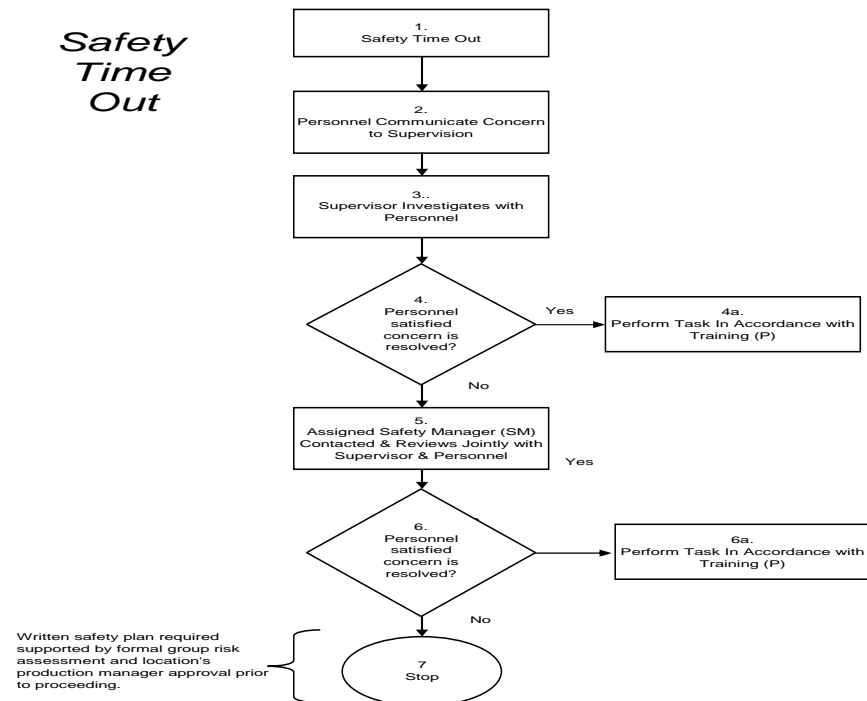 Safety
Time
Out
1.
Safety Time Out
2.
Personnel Communicate Concern
to Supervision
3..
Supervisor Investigates with
Personnel
4.
Personnel
satisfied
concern is
resolved?
Yes
4a.
Perform Task In Accordance with
Training (P)
No
5.
Assigned Safety Manager (SM)
Contacted & Reviews Jointly with
Supervisor & Personnel
Yes
6.
Personnel
satisfied
concern is
resolved?
6a.
Perform Task In Accordance with
Training (P)
No
Written safety plan required
supported by formal group risk
assessment and location's
production manager approval prior
to proceeding.
7
Stop